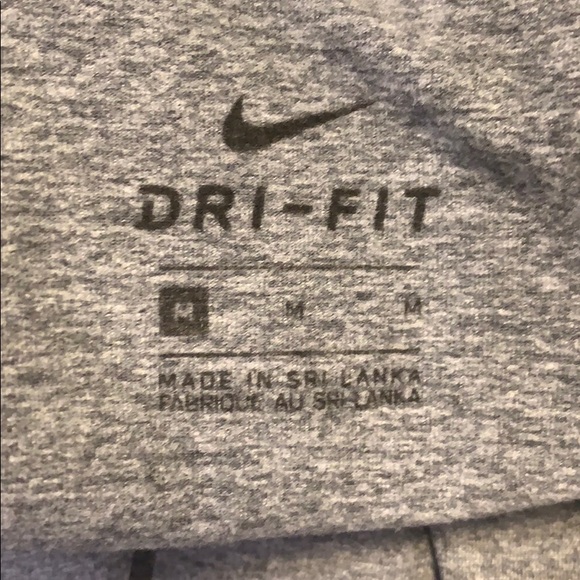 DRI-FIT
M M M
MADE IN SRI LANKA
FABRIQUE AU SRI LANKA